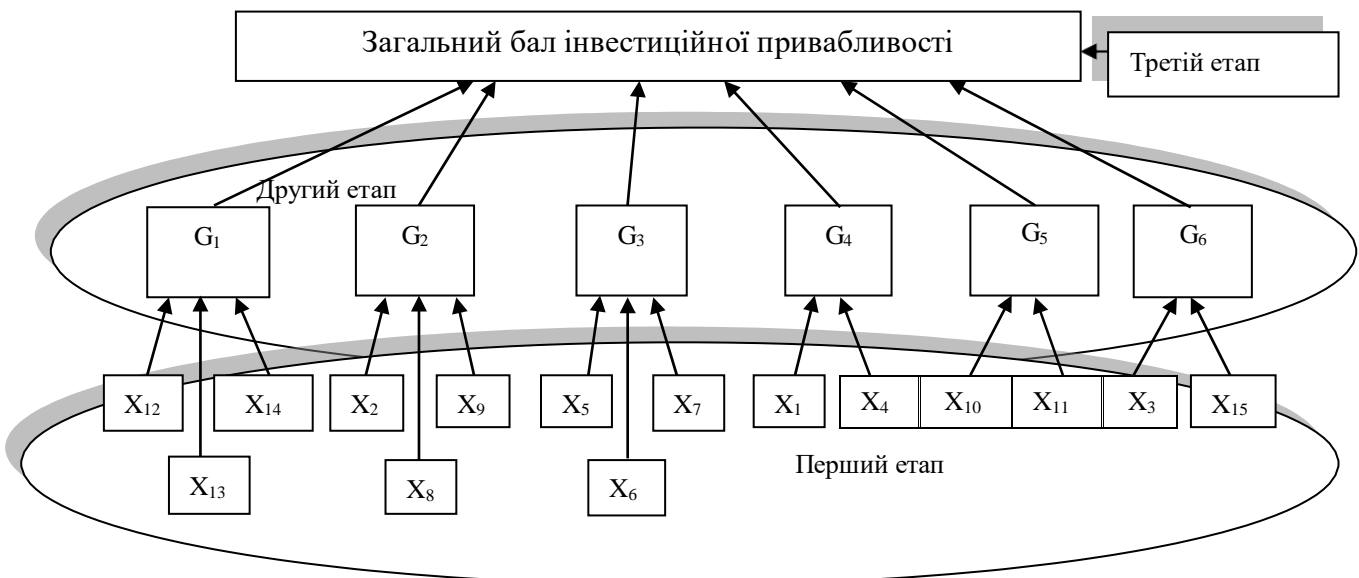 Загальний бал інвестиційної привабливості
Третій етап
Другий етап
G₁ G₂ G₃ G₄ G₅ G₆
X₁₂ X₁₄ X₂ X₉ X₅ X₇ X₁ X₄ X₁₀ X₁₁ X₃ X₁₅
Перший етап
X₁₃ X₈ X₆